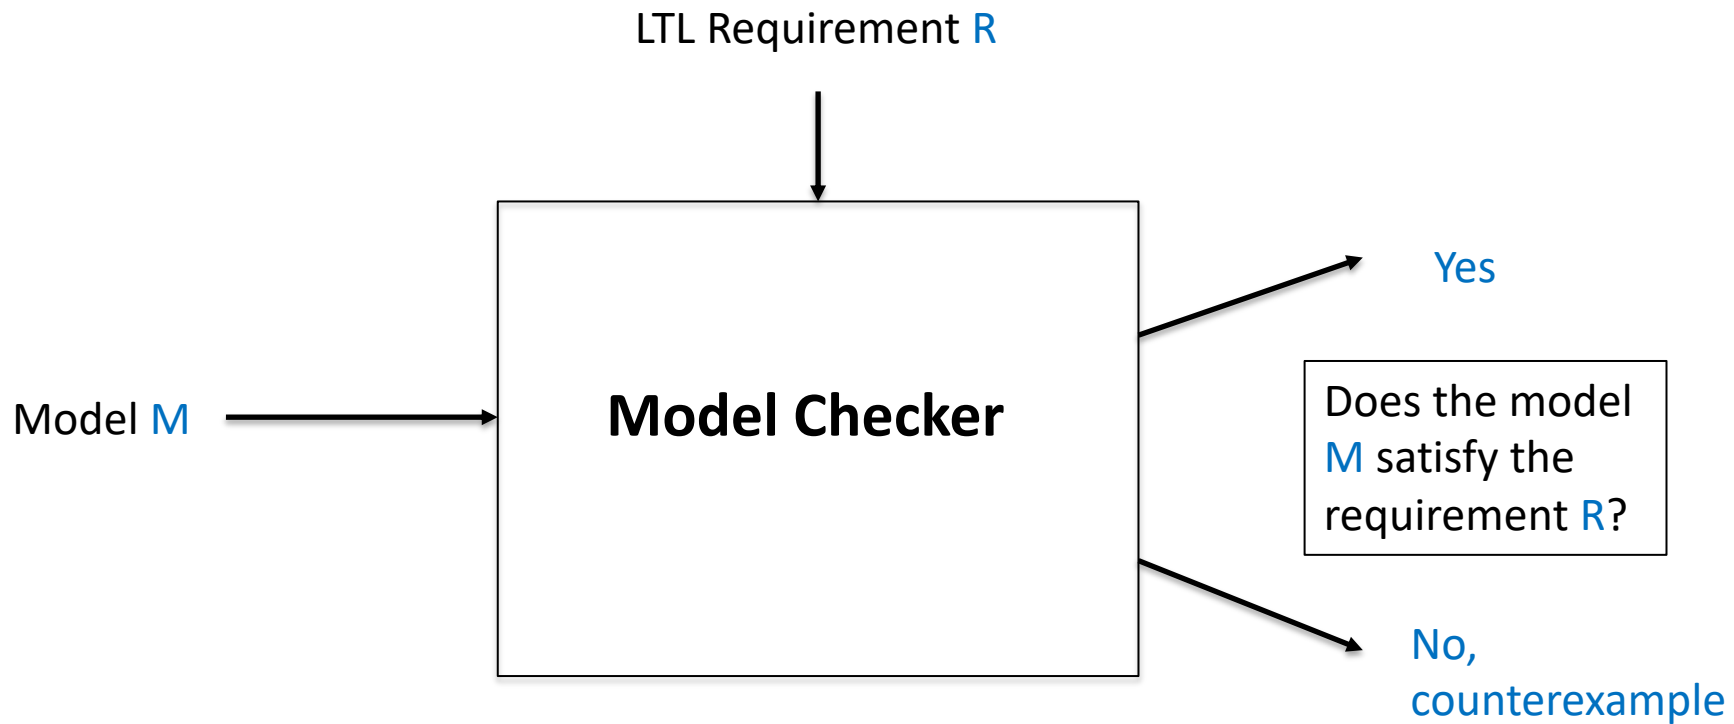 LTL Requirement R
Yes
Model M
Model Checker
Does the model
M satisfy the
requirement R?
No,
counterexample